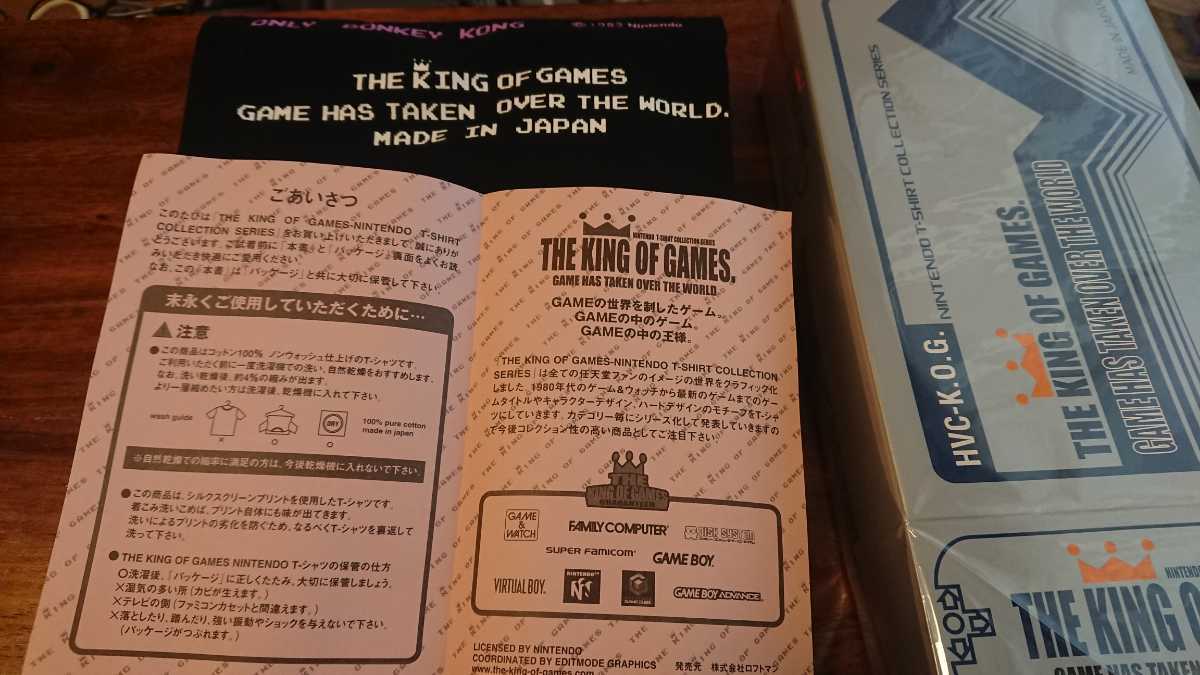 ONLY DONKEY KONG © 1983 Nintendo
THE KING OF GAMES
GAME HAS TAKEN OVER THE WORLD.
MADE IN JAPAN
ごあいさつ
このたびは「THE KING OF GAMES-NINTENDO T-SHIRT
COLLECTION SERIES」をお買い上げいただきまして、誠にありが
とうございます。ご試着前に「本書」と「パッケージ」裏面をよくお読
みいただき快適にご愛用ください。
なお、この「本書」は「パッケージ」と共に大切に保管して下さい。
末永くご使用していただくために…
注意
●この商品はコットン100% ノンウォッシュ仕上げのT-シャツです。
ご利用いただく前に一度洗濯機での洗い、自然乾燥をおすすめします。
なお、洗い乾燥後、約4%の縮みが出ます。
より一層縮めたい方は洗濯後、乾燥機に入れて下さい。
wash guide
DRY
100% pure cotton
made in japan
×
○
○
※自然乾燥での縮率に満足の方は、今後乾燥機に入れないで下さい。
●この商品は、シルクスクリーンプリントを使用したT-シャツです。
着こみ洗いこめば、プリント自体にも味が出てきます。
洗いによるプリントの劣化を防ぐため、なるべくT-シャツを裏返して
洗って下さい。
●THE KING OF GAMES NINTENDO T-シャツの保管の仕方
○洗濯後、「パッケージ」に正しくたたみ、大切に保管しましょう。
×湿気の多い所(カビが生えます。)
×テレビの側(ファミコンカセットと間違えます。)
×落としたり、踏んだり、強い振動やショックを与えないで下さい。
(パッケージがつぶれます。)
NINTENDO T-SHIRT COLLECTION SERIES
THE KING OF GAMES.
GAME HAS TAKEN OVER THE WORLD
GAMEの世界を制したゲーム。
GAMEの中のゲーム。
GAMEの中の王様。
「THE KING OF GAMES-NINTENDO T-SHIRT COLLECTION
SERIES」は全ての任天堂ファンのイメージの世界をグラフィック化
しました。1980年代のゲーム&ウォッチから最新のゲームまでのゲー
ムタイトルやキャラクターデザイン、ハードデザインのモチーフをT-シャ
ツにしていきます。カテゴリー毎にシリーズ化して発表していきますの
で今後コレクション性の高い商品としてご注目下さい。
THE
KING OF GAMES
GUARANTEED
GAME & WATCH
FAMILY COMPUTER
DISK SYSTEM
SUPER FAMICOM
GAME BOY
VIRTUAL BOY
NINTENDO 64
GAMECUBE
GAME BOY ADVANCE
LICENSED BY NINTENDO
COORDINATED BY EDITMODE GRAPHICS
www.the-king-of-games.com
発売元 株式会社ロフトマン
MADE IN JAPAN
NINTENDO T-SHIRT COLLECTION SERIES
HVC-K.O.G.
THE KING OF GAMES.
GAME HAS TAKEN OVER THE WORLD
NINTENDO
THE KING
GAME HAS TAKEN